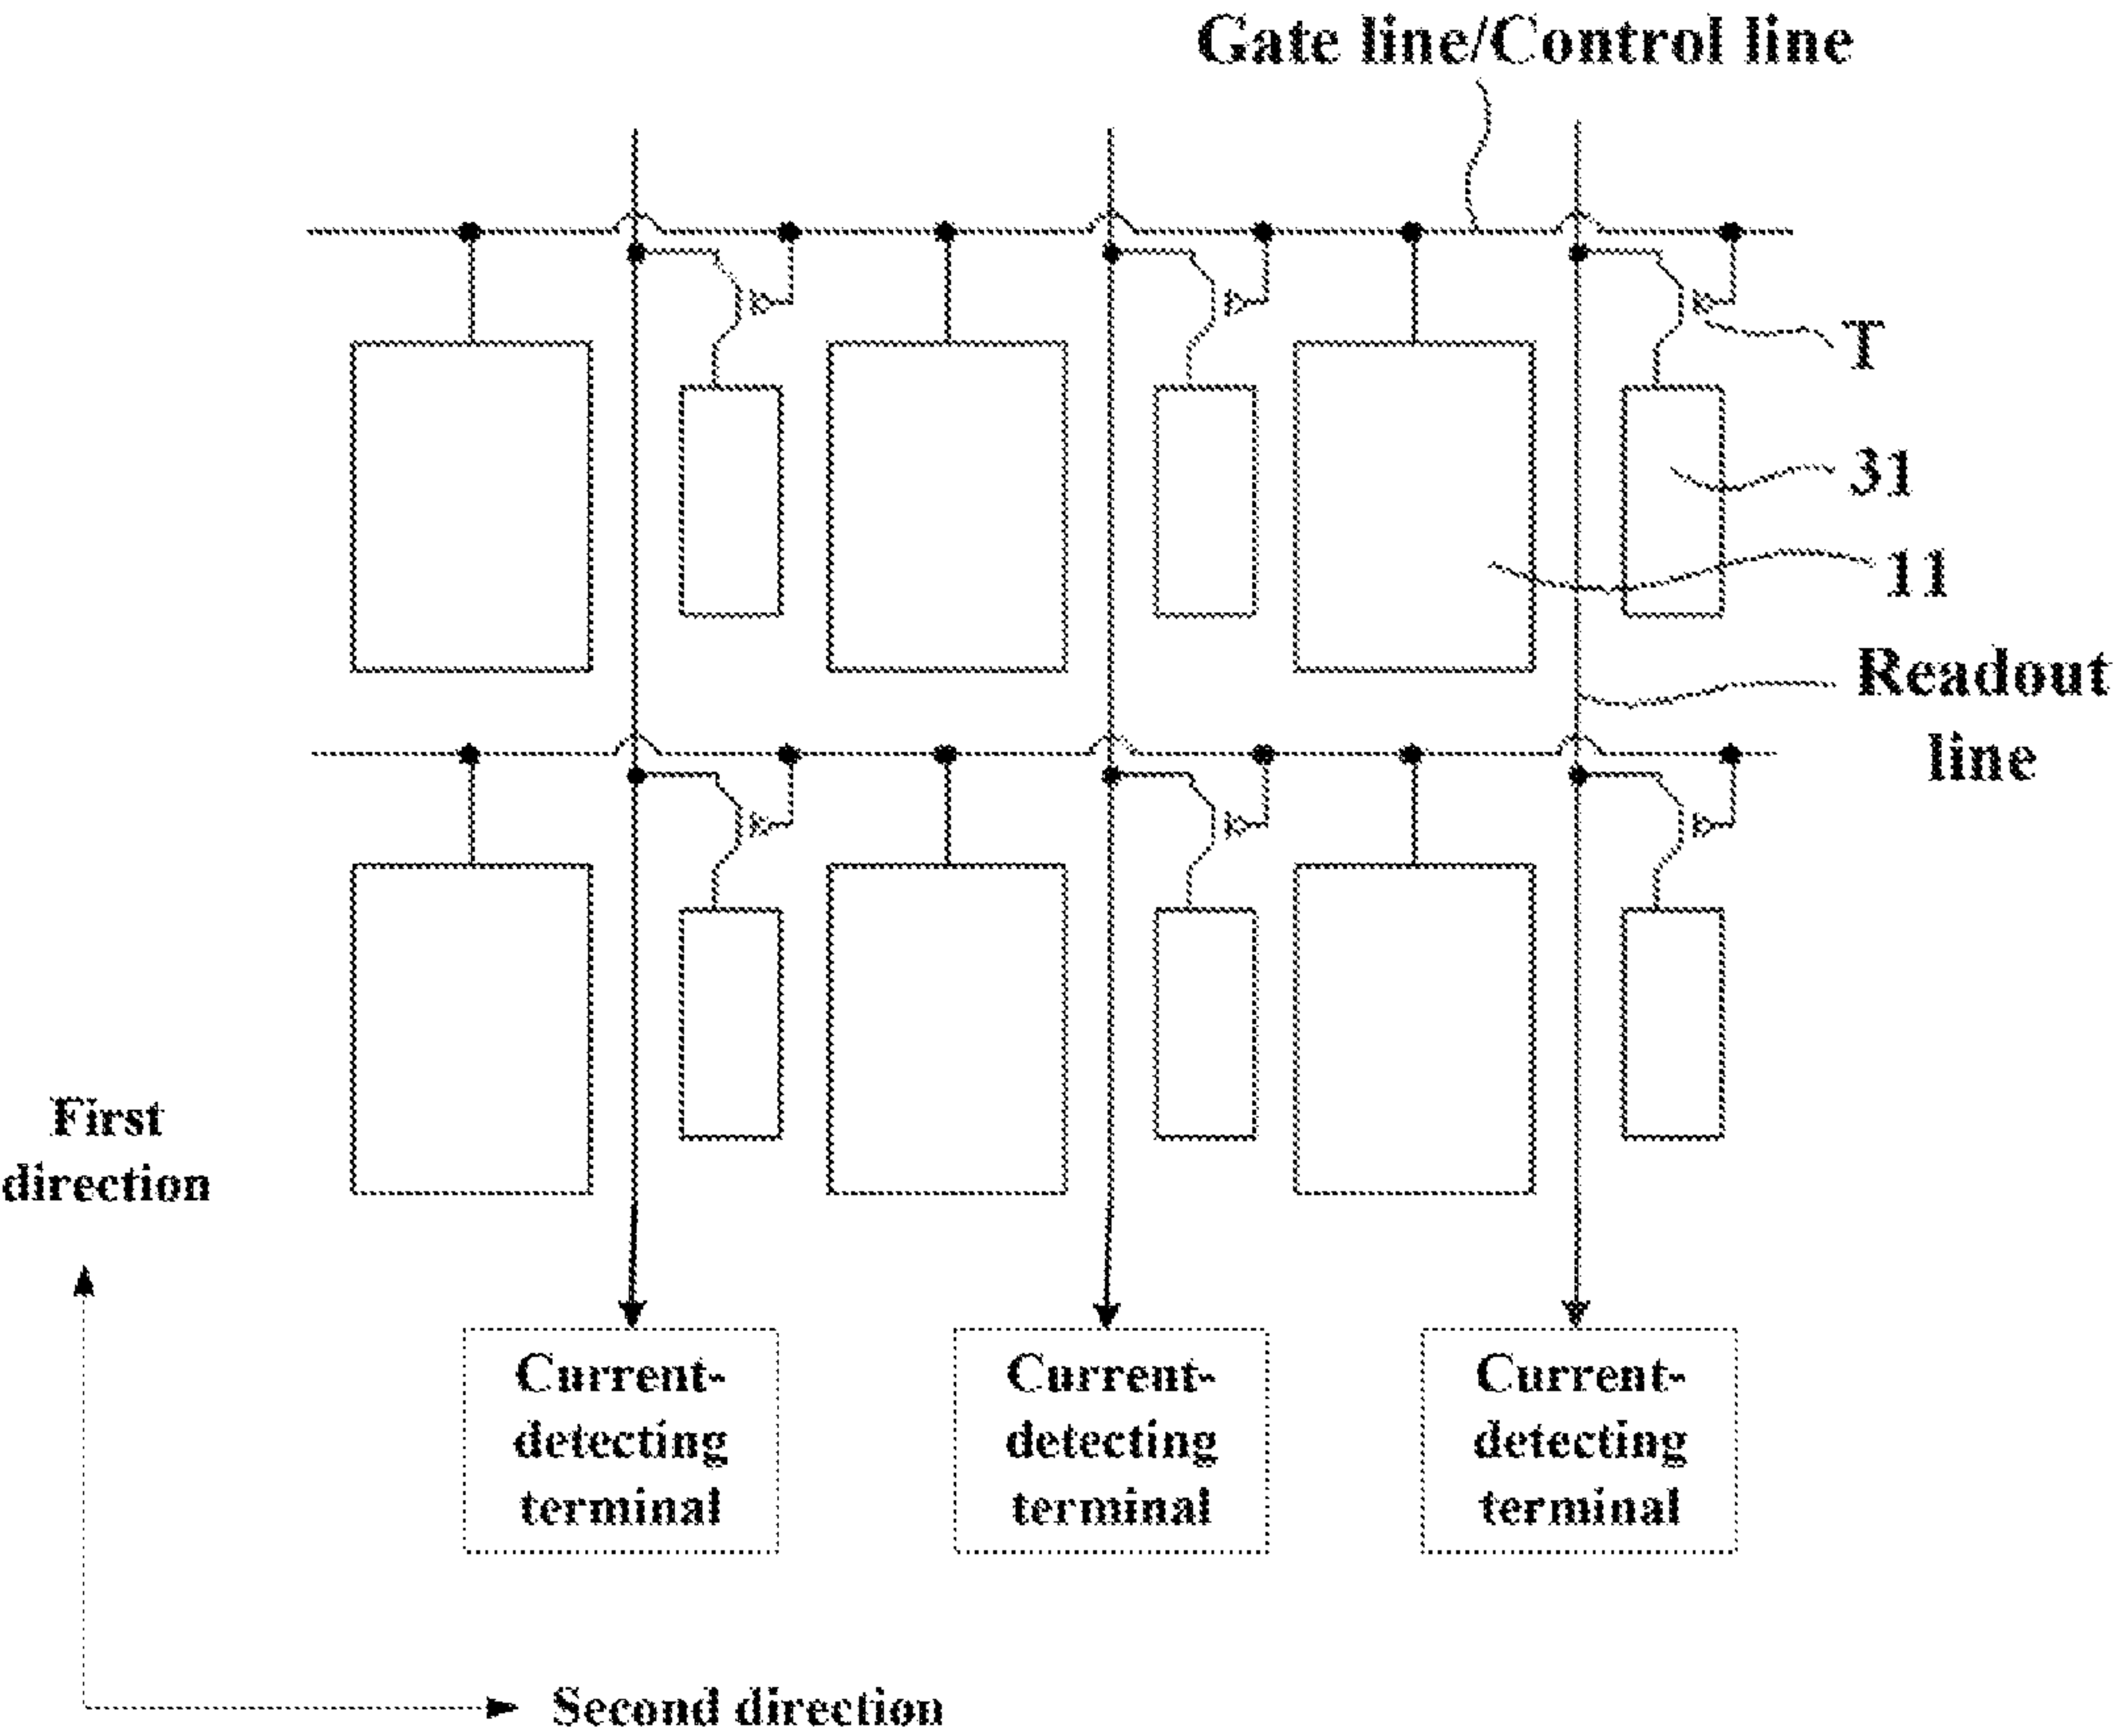 Gate line/Control line
T
31
11
Readout
line
First
direction
Current-
detecting
terminal
Current-
detecting
terminal
Current-
detecting
terminal
Second direction